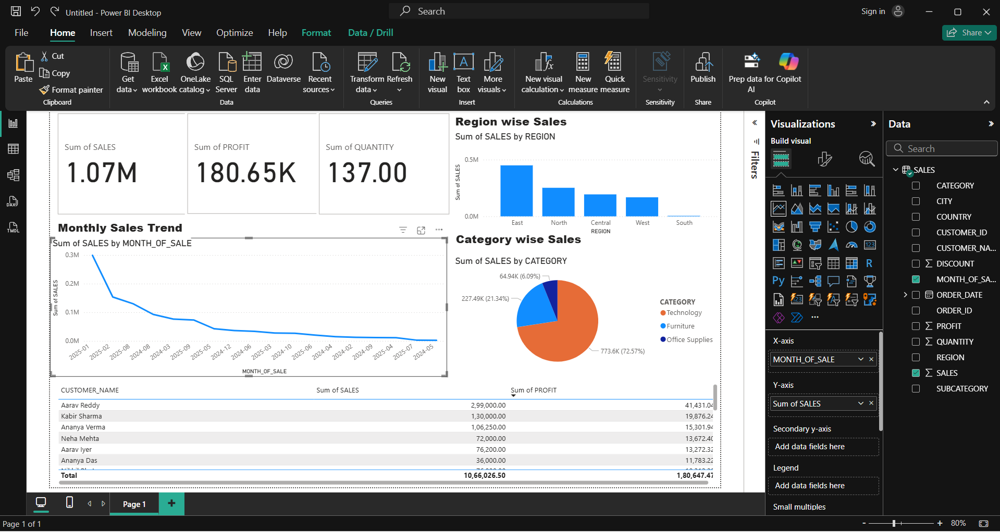 Untitled - Power BI Desktop
Search
Sign in
File
Home
Insert
Modeling
View
Optimize
Help
Format
Data / Drill
Share
Paste
Cut
Copy
Format painter
Clipboard
Get data
Excel workbook
OneLake catalog
SQL Server
Enter data
Dataverse
Recent sources
Data
Transform data
Refresh
Queries
New visual
Text box
More visuals
Insert
New visual calculation
New measure
Quick measure
Calculations
Sensitivity
Sensitivity
Publish
Share
Prep data for AI
Copilot
Copilot
DAX
TMDL
Sum of SALES
1.07M
Sum of PROFIT
180.65K
Sum of QUANTITY
137.00
Region wise Sales
Sum of SALES by REGION
Sum of SALES
0.5M
0.0M
East
North
Central
West
South
REGION
Monthly Sales Trend
Sum of SALES by MONTH_OF_SALE
Sum of SALES
0.3M
0.2M
0.1M
0.0M
2025-01
2025-02
2025-08
2024-08
2024-03
2025-09
2025-05
2024-12
2024-06
2025-03
2024-10
2025-06
2024-04
2024-02
2024-09
2025-04
2025-07
2024-05
MONTH_OF_SALE
Category wise Sales
Sum of SALES by CATEGORY
64.94K (6.09%)
227.49K (21.34%)
773.6K (72.57%)
CATEGORY
Technology
Furniture
Office Supplies
CUSTOMER_NAME Sum of SALES Sum of PROFIT
Aarav Reddy 2,99,000.00 41,431.04
Kabir Sharma 1,30,000.00 19,876.24
Ananya Verma 1,06,250.00 15,301.94
Neha Mehta 72,000.00 13,672.40
Aarav Iyer 76,200.00 13,272.32
Ananya Das 36,000.00 11,783.22
Total 10,66,026.50 1,80,647.47
Filters
Visualizations
Build visual
123
R
Py
123
X-axis
MONTH_OF_SALE
Y-axis
Sum of SALES
Secondary y-axis
Add data fields here
Legend
Add data fields here
Small multiples
Data
Search
SALES
CATEGORY
CITY
COUNTRY
CUSTOMER_ID
CUSTOMER_NA...
DISCOUNT
MONTH_OF_SA...
ORDER_DATE
ORDER_ID
PROFIT
QUANTITY
REGION
SALES
SUBCATEGORY
Page 1
Page 1 of 1
80%